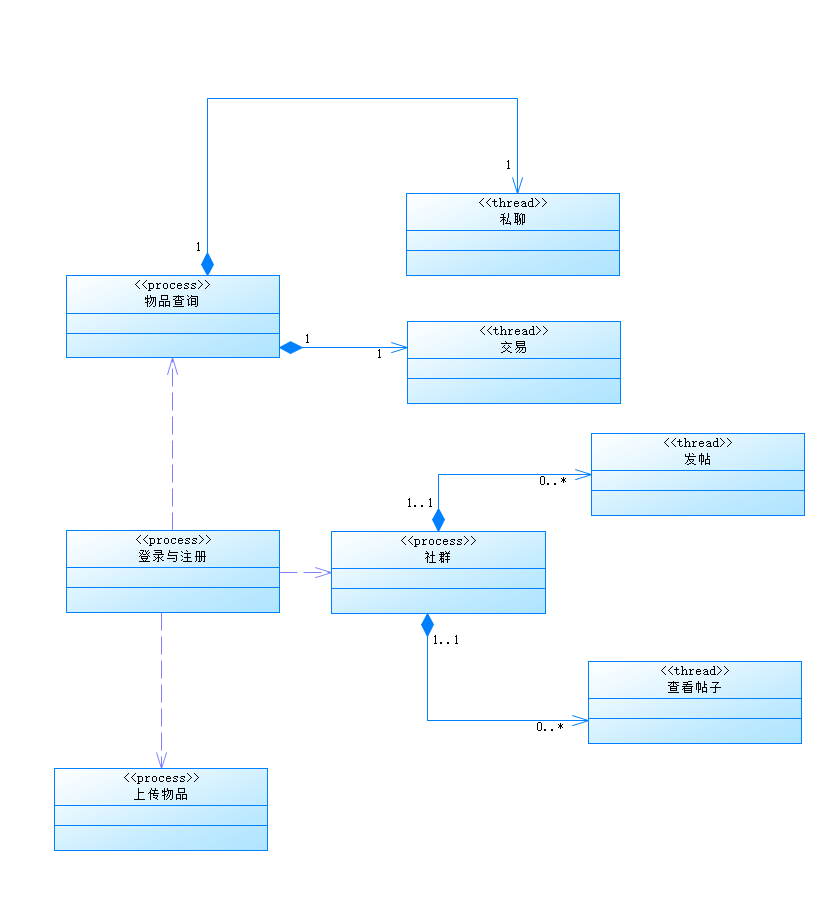 1
<<thread>>
私聊
1
<<process>>
物品查询
<<thread>>
交易
1
1
<<thread>>
发帖
0..*
1..1
<<process>>
登录与注册
<<process>>
社群
1..1
<<thread>>
查看帖子
0..*
<<process>>
上传物品